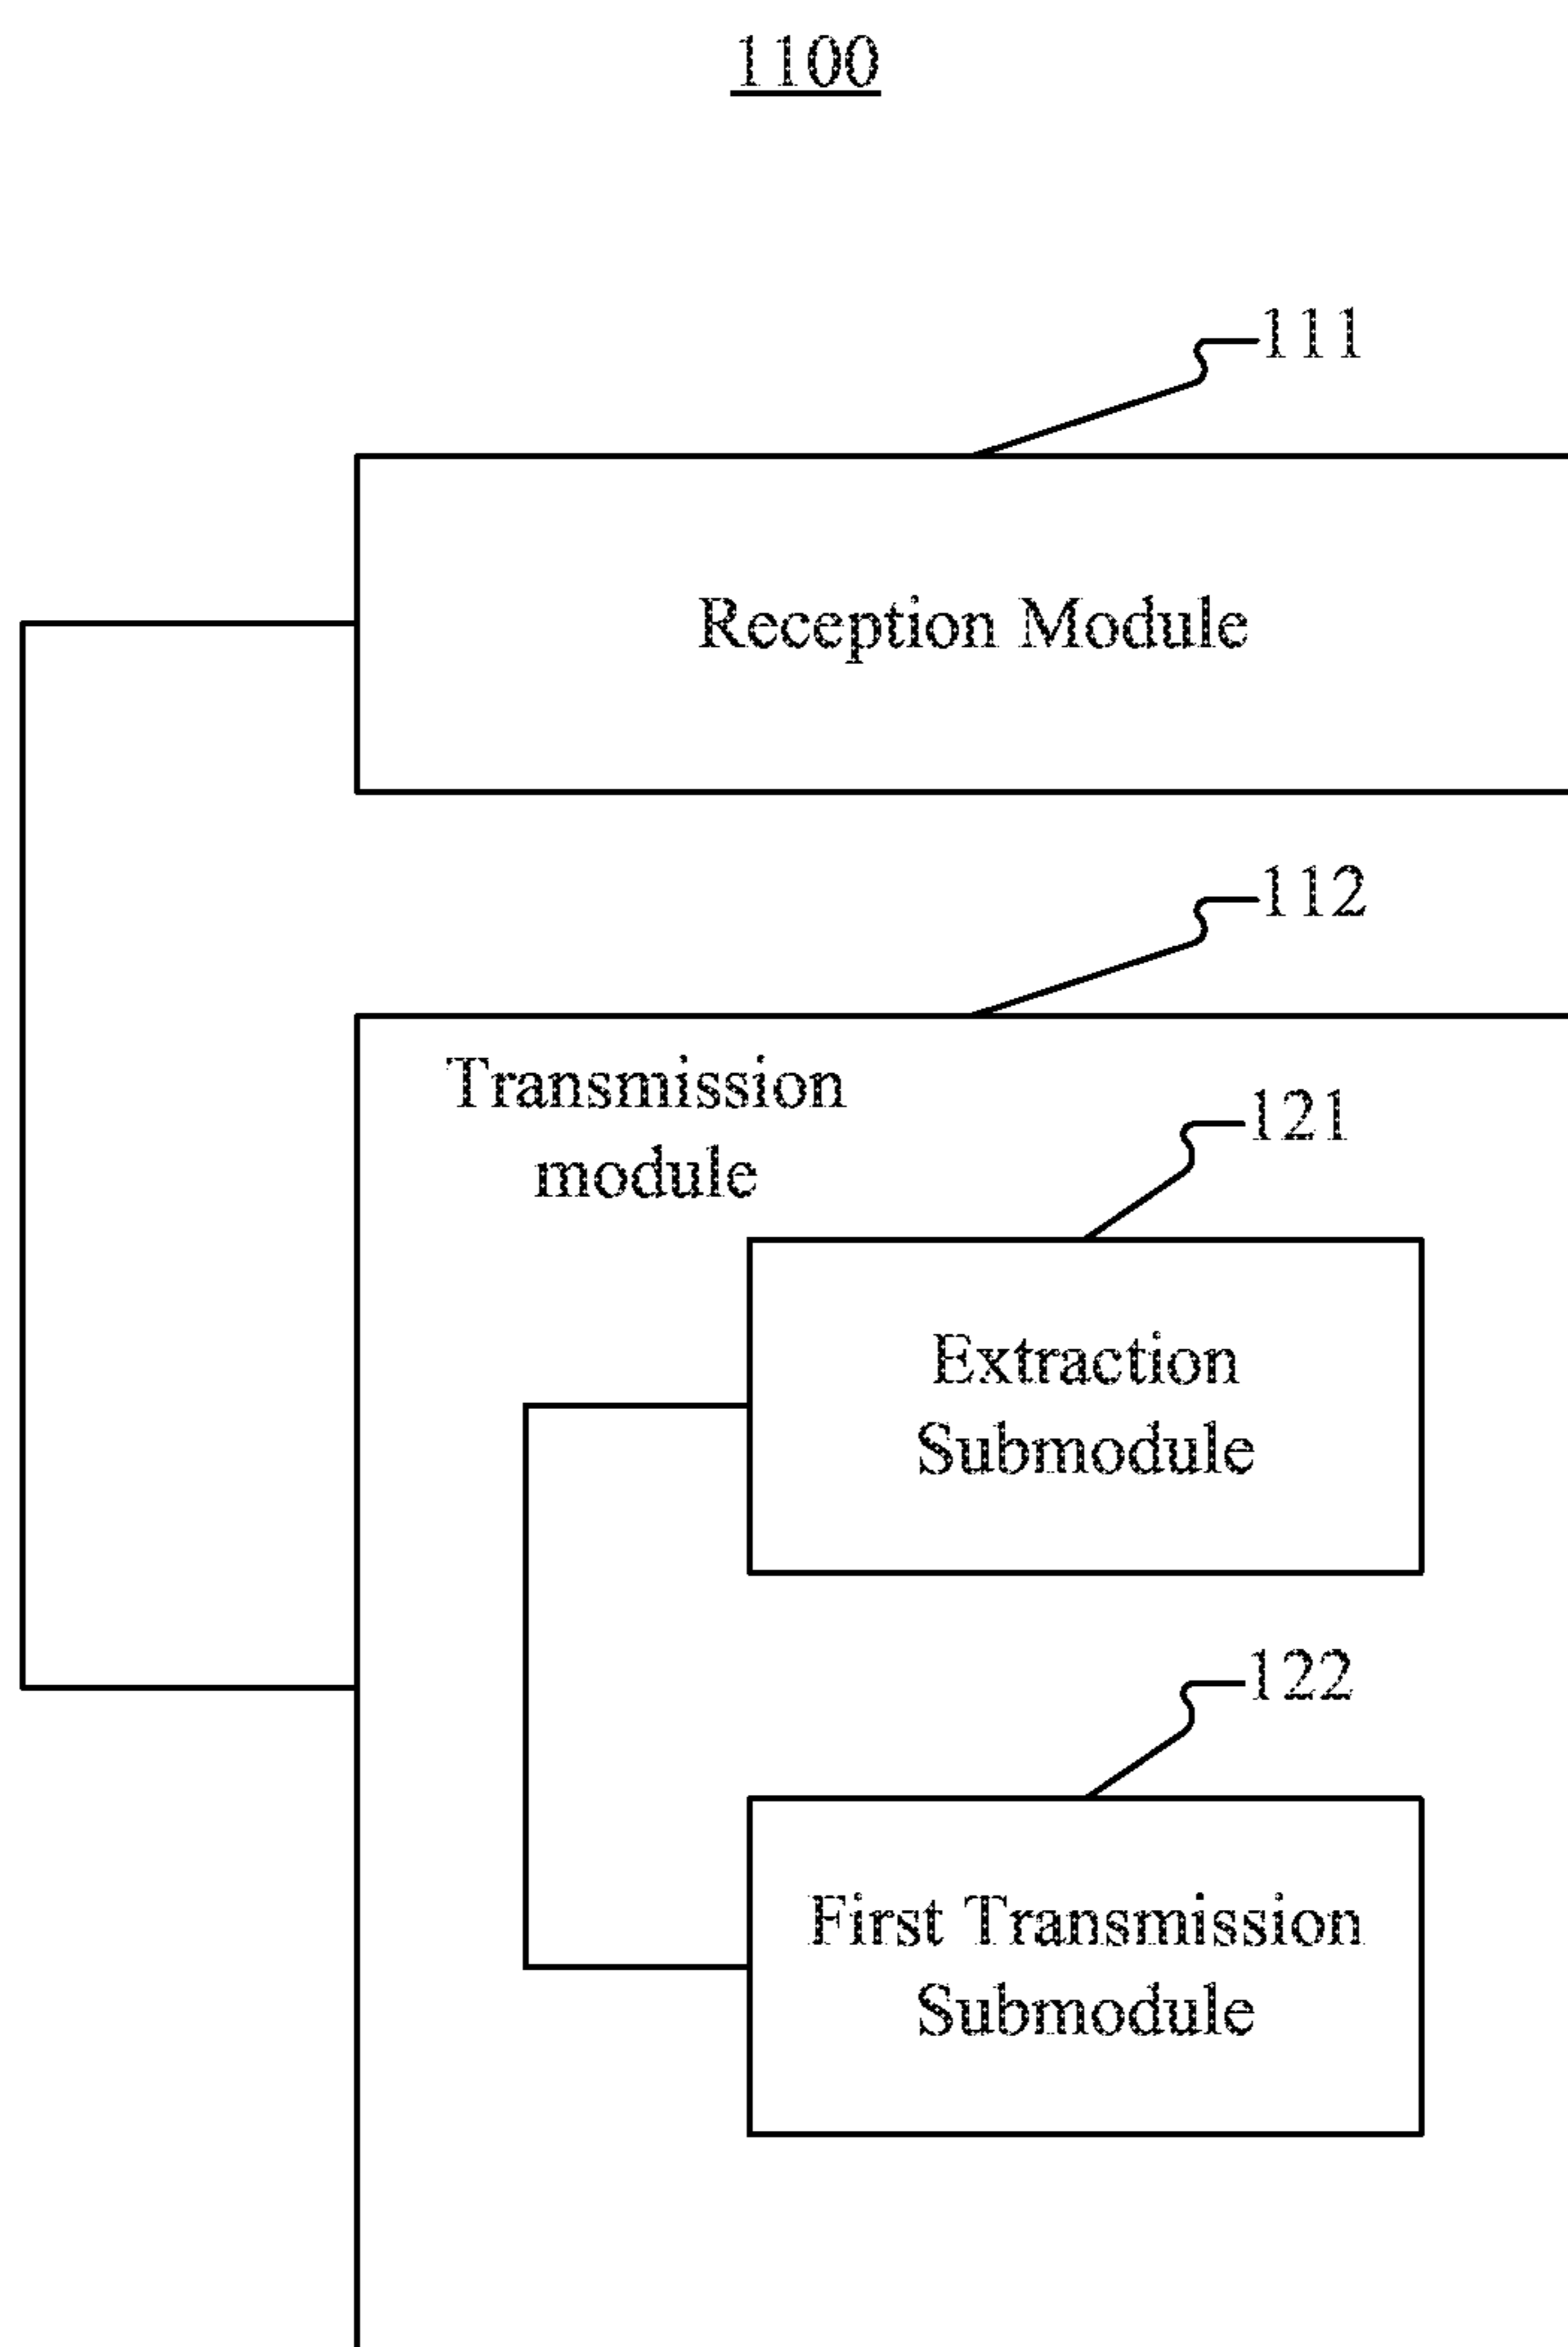 1100
111
Reception Module
112
Transmission
module
121
Extraction
Submodule
122
First Transmission
Submodule